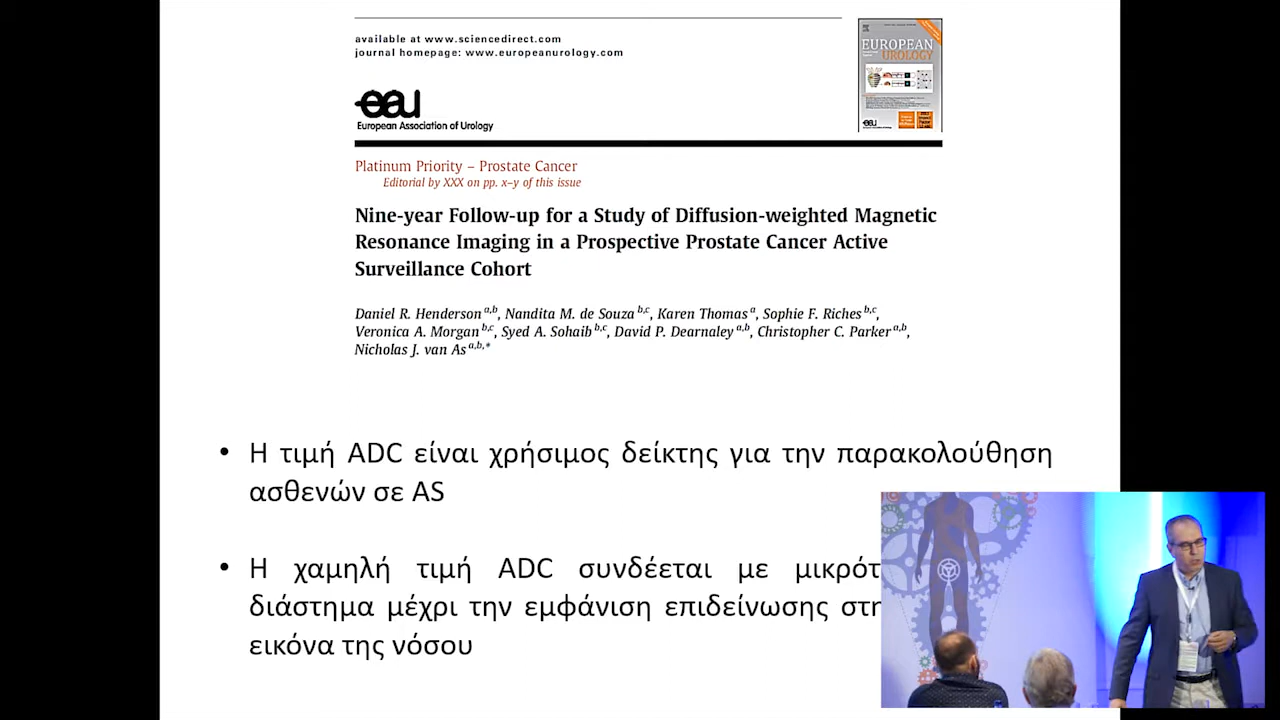 available at www.sciencedirect.com
journal homepage: www.europeanurology.com
EUROPEAN
UROLOGY
eau
European Association of Urology
Platinum Priority – Prostate Cancer
Editorial by XXX on pp. x–y of this issue
Nine-year Follow-up for a Study of Diffusion-weighted Magnetic
Resonance Imaging in a Prospective Prostate Cancer Active
Surveillance Cohort
Daniel R. Henderson a,b, Nandita M. de Souza b,c, Karen Thomas a, Sophie F. Riches b,c,
Veronica A. Morgan b,c, Syed A. Sohaib b,c, David P. Dearnaley a,b, Christopher C. Parker a,b,
Nicholas J. van As a,b,*
• Η τιμή ADC είναι χρήσιμος δείκτης για την παρακολούθηση
ασθενών σε AS
• Η χαμηλή τιμή ADC συνδέεται με μικρότ
διάστημα μέχρι την εμφάνιση επιδείνωσης στη
εικόνα της νόσου